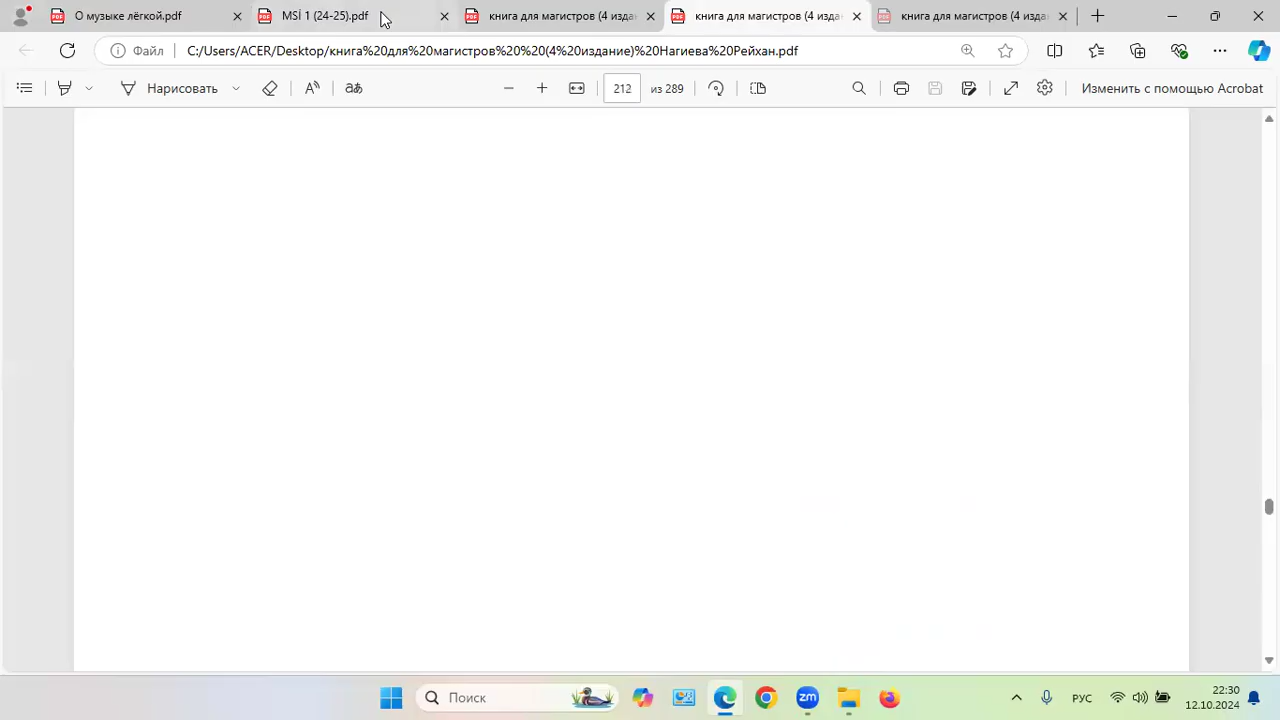 О музыке лёгкой.pdf
MSİ 1 (24-25).pdf
книга для магистров (4 изда
книга для магистров (4 изда
книга для магистров (4 изда
Файл
C:/Users/ACER/Desktop/книга%20для%20магистров%20%20(4%20издание)%20Нагиева%20Рейхан.pdf
Нарисовать
аあ
212 из 289
Изменить с помощью Acrobat
Поиск
РУС
22:30
12.10.2024